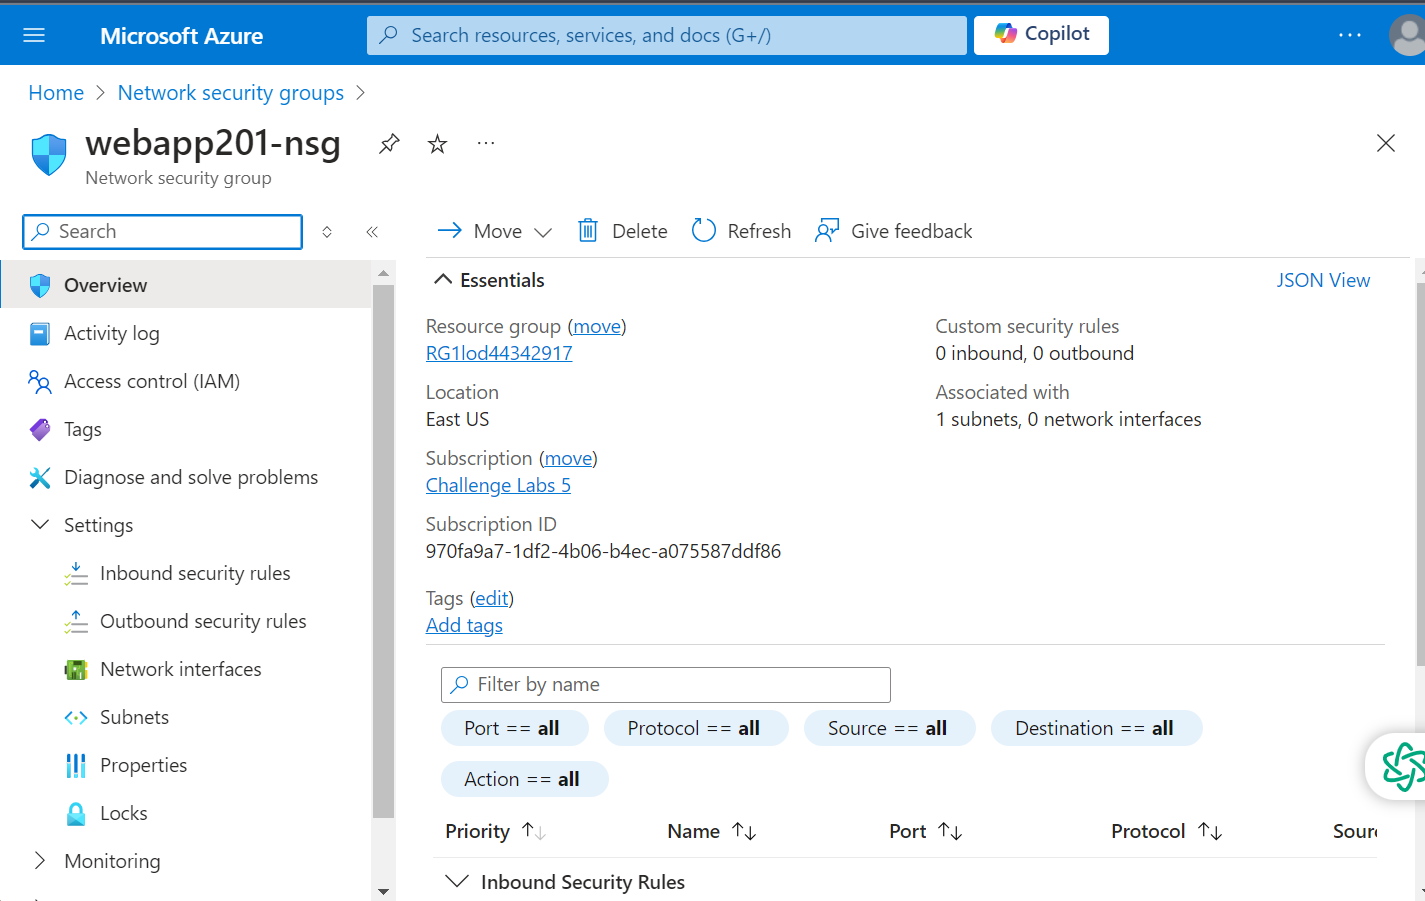 Microsoft Azure
Search resources, services, and docs (G+/)
Copilot
Home > Network security groups >
webapp201-nsg
Network security group
Search
Move
Delete
Refresh
Give feedback
Overview
Activity log
Access control (IAM)
Tags
Diagnose and solve problems
Settings
Inbound security rules
Outbound security rules
Network interfaces
Subnets
Properties
Locks
Monitoring
Essentials
JSON View
Resource group (move)
RG1lod44342917
Location
East US
Subscription (move)
Challenge Labs 5
Subscription ID
970fa9a7-1df2-4b06-b4ec-a075587ddf86
Tags (edit)
Add tags
Custom security rules
0 inbound, 0 outbound
Associated with
1 subnets, 0 network interfaces
Filter by name
Port == all
Protocol == all
Source == all
Destination == all
Action == all
Priority
Name
Port
Protocol
Inbound Security Rules